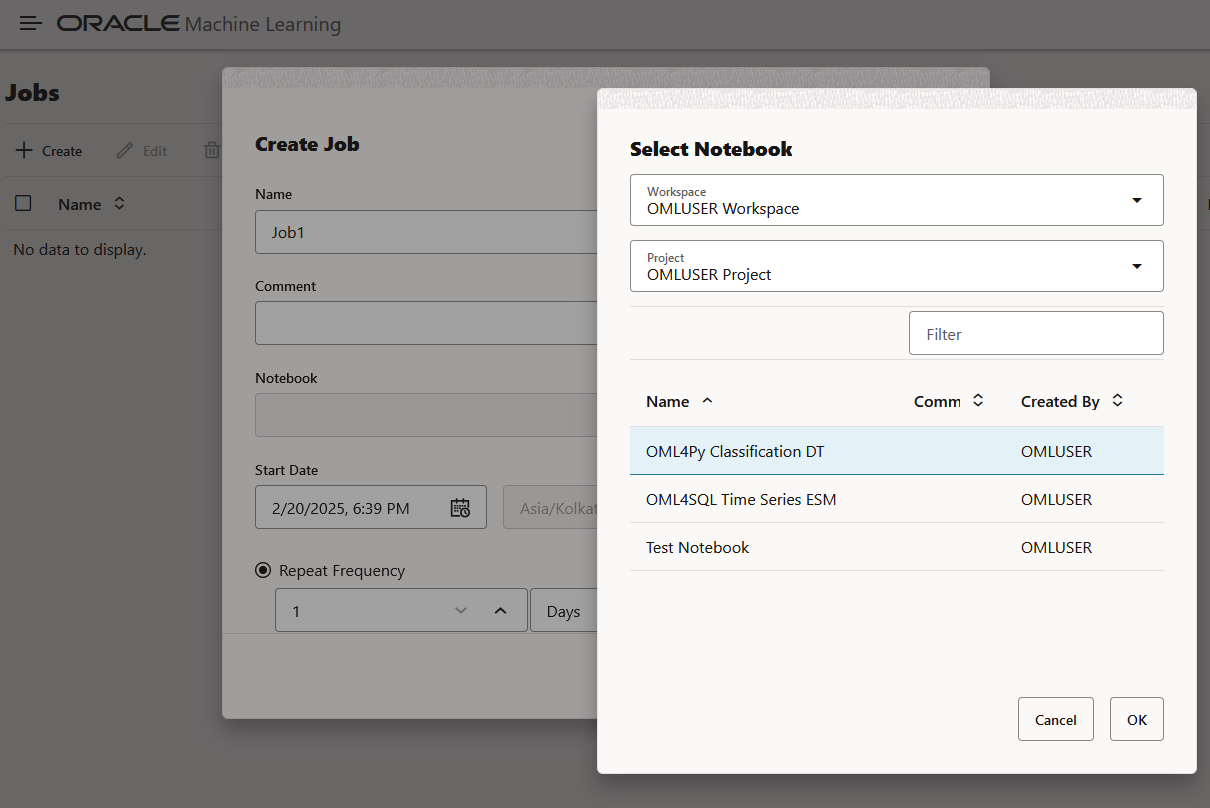 ORACLE Machine Learning
Jobs
Create Edit
Name
No data to display.
Create Job
Name
Job1
Comment
Notebook
Start Date
2/20/2025, 6:39 PM Asia/Kolkat
Repeat Frequency
1 Days
Select Notebook
Workspace
OMLUSER Workspace
Project
OMLUSER Project
Filter
Name Comm Created By
OML4Py Classification DT OMLUSER
OML4SQL Time Series ESM OMLUSER
Test Notebook OMLUSER
Cancel OK